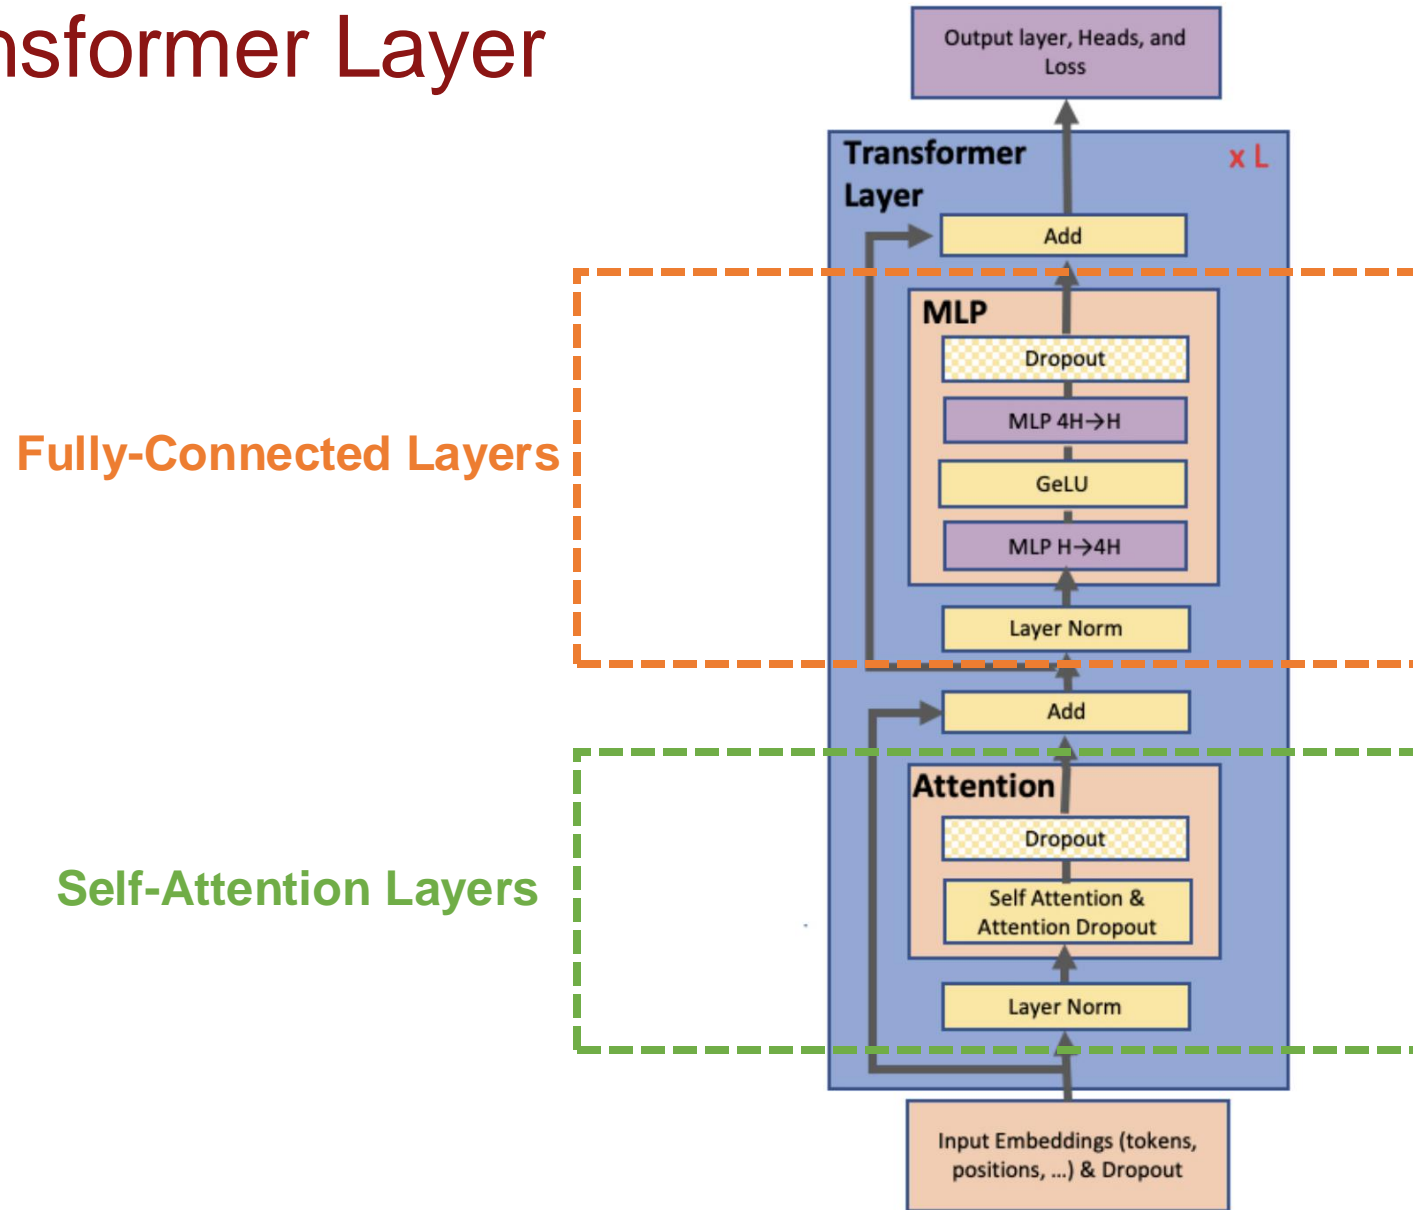 nsformer Layer
Output layer, Heads, and
Loss
Transformer
Layer
x L
Add
MLP
Dropout
MLP 4H→H
GeLU
MLP H→4H
Layer Norm
Fully-Connected Layers
Add
Attention
Dropout
Self Attention &
Attention Dropout
Layer Norm
Self-Attention Layers
Input Embeddings (tokens,
positions, ...) & Dropout